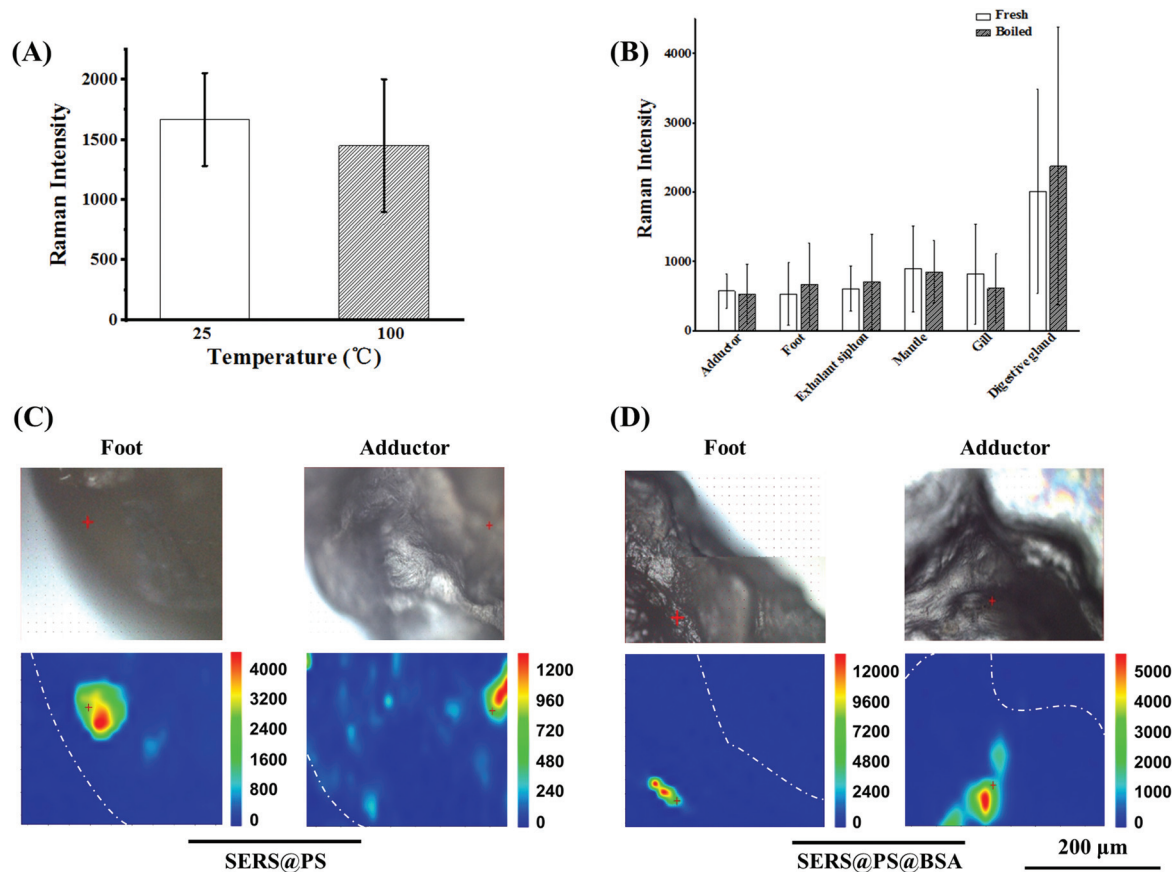 (A)
Raman Intensity
2000
1500
1000
500
0
25
100
Temperature (℃)
(B)
Fresh
Boiled
Raman Intensity
4000
3000
2000
1000
0
Adductor
Foot
Exhalant siphon
Mantle
Gill
Digestive gland
(C)
Foot
Adductor
4000
3200
2400
1600
800
0
1200
960
720
480
240
0
SERS@PS
(D)
Foot
Adductor
12000
9600
7200
4800
2400
0
5000
4000
3000
2000
1000
0
SERS@PS@BSA
200 μm